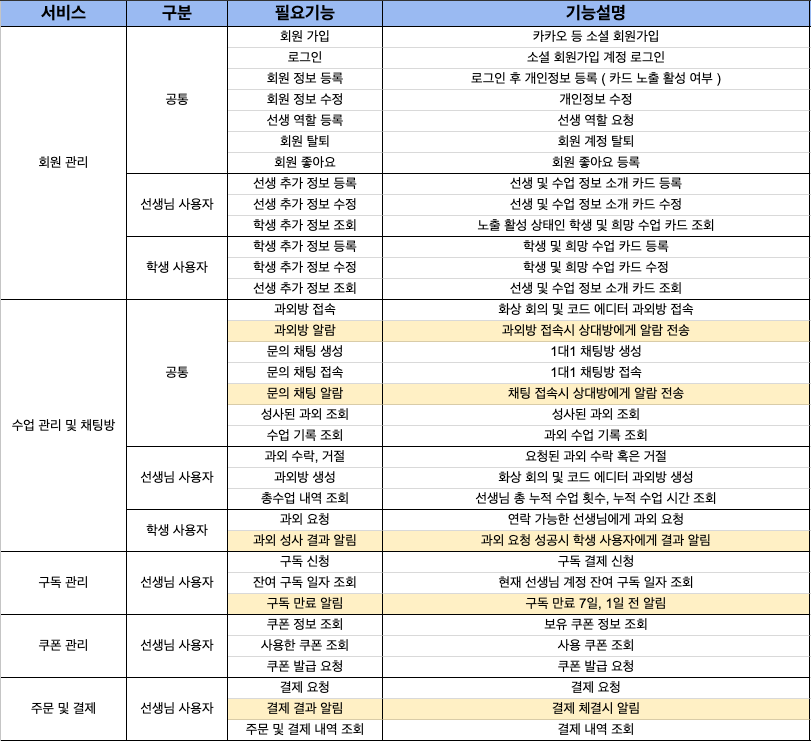 서비스 구분 필요기능 기능설명
회원 관리 공통 회원 가입 카카오 등 소셜 회원가입
로그인 소셜 회원가입 계정 로그인
회원 정보 등록 로그인 후 개인정보 등록 ( 카드 노출 활성 여부 )
회원 정보 수정 개인정보 수정
선생 역할 등록 선생 역할 요청
회원 탈퇴 회원 계정 탈퇴
회원 좋아요 회원 좋아요 등록
선생님 사용자 선생 추가 정보 등록 선생 및 수업 정보 소개 카드 등록
선생 추가 정보 수정 선생 및 수업 정보 소개 카드 수정
학생 추가 정보 조회 노출 활성 상태인 학생 및 희망 수업 카드 조회
학생 사용자 학생 추가 정보 등록 학생 및 희망 수업 카드 등록
학생 추가 정보 수정 학생 및 희망 수업 카드 수정
선생 추가 정보 조회 선생 및 수업 정보 소개 카드 조회
수업 관리 및 채팅방 공통 과외방 접속 화상 회의 및 코드 에디터 과외방 접속
과외방 알람 과외방 접속시 상대방에게 알람 전송
문의 채팅 생성 1대1 채팅방 생성
문의 채팅 접속 1대1 채팅방 접속
문의 채팅 알람 채팅 접속시 상대방에게 알람 전송
성사된 과외 조회 성사된 과외 조회
수업 기록 조회 과외 수업 기록 조회
선생님 사용자 과외 수락, 거절 요청된 과외 수락 혹은 거절
과외방 생성 화상 회의 및 코드 에디터 과외방 생성
총수업 내역 조회 선생님 총 누적 수업 횟수, 누적 수업 시간 조회
학생 사용자 과외 요청 연락 가능한 선생님에게 과외 요청
과외 성사 결과 알림 과외 요청 성공시 학생 사용자에게 결과 알림
구독 관리 선생님 사용자 구독 신청 구독 결제 신청
잔여 구독 일자 조회 현재 선생님 계정 잔여 구독 일자 조회
구독 만료 알림 구독 만료 7일, 1일 전 알림
쿠폰 관리 선생님 사용자 쿠폰 정보 조회 보유 쿠폰 정보 조회
사용한 쿠폰 조회 사용 쿠폰 조회
쿠폰 발급 요청 쿠폰 발급 요청
주문 및 결제 선생님 사용자 결제 요청 결제 요청
결제 결과 알림 결제 체결시 알림
주문 및 결제 내역 조회 결제 내역 조회